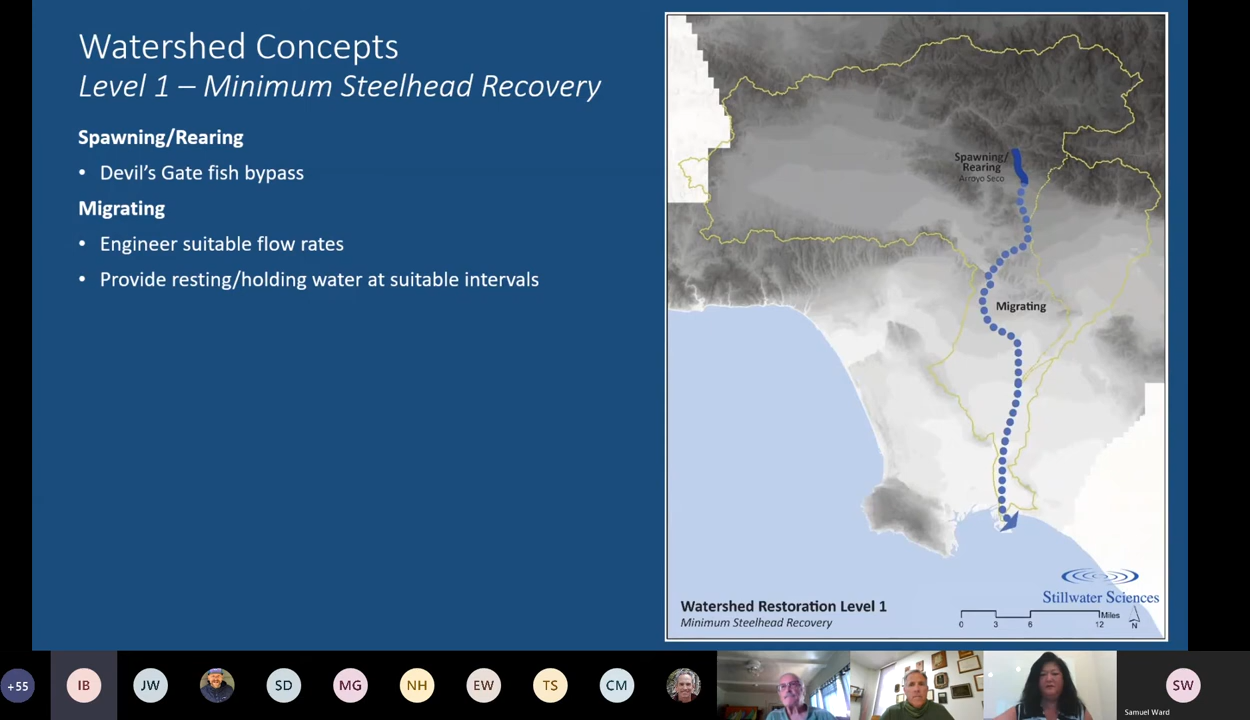 Watershed Concepts
Level 1 – Minimum Steelhead Recovery
Spawning/Rearing
• Devil's Gate fish bypass
Migrating
• Engineer suitable flow rates
• Provide resting/holding water at suitable intervals
Spawning/
Rearing
Arroyo Seco
Migrating
Stillwater Sciences
Watershed Restoration Level 1
Minimum Steelhead Recovery
Miles
0 3 6 12
N
+55
IB
JW
SD
MG
NH
EW
TS
CM
SW
Samuel Ward